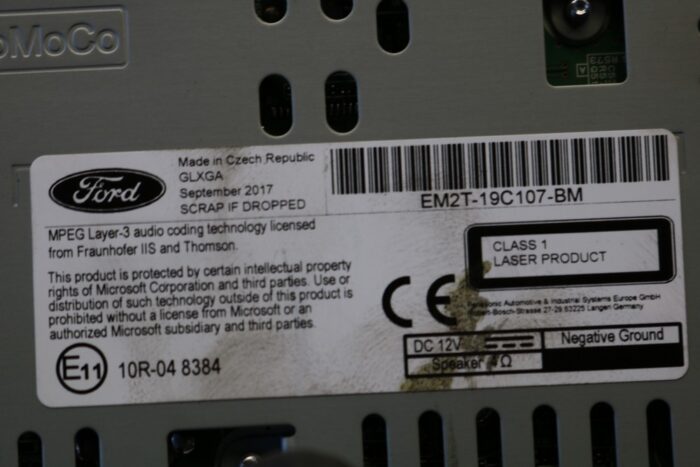 oMoCo
Ford
Made in Czech Republic
GLXGA
September 2017
SCRAP IF DROPPED
EM2T-19C107-BM
MPEG Layer-3 audio coding technology licensed
from Fraunhofer IIS and Thomson.
This product is protected by certain intellectual property
rights of Microsoft Corporation and third parties. Use or
distribution of such technology outside of this product is
prohibited without a license from Microsoft or an
authorized Microsoft subsidiary and third parties.
CLASS 1
LASER PRODUCT
CE
Automotive & Industrial Systems Europe GmbH
27-29,63225 Langen Germany
DC 12V
Negative Ground
Speaker 4Ω
E11
10R-04 8384